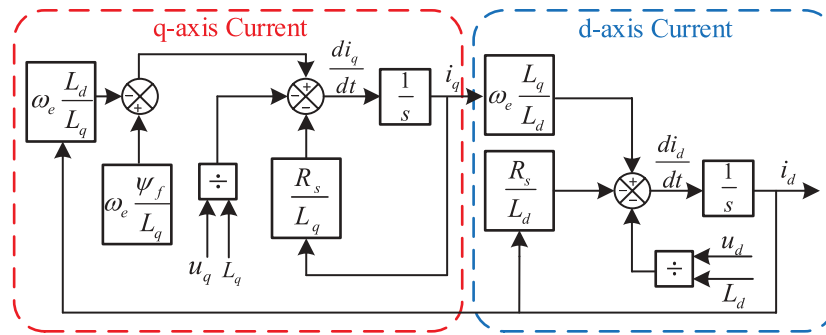 q-axis Current
d-axis Current
ω_e L_d/L_q
− +
+ − −
di_q/dt
1/s
i_q
ω_e L_q/L_d
ω_e ψ_f/L_q
÷
R_s/L_q
u_q L_q
R_s/L_d
+ − −
di_d/dt
1/s
i_d
÷
u_d
L_d